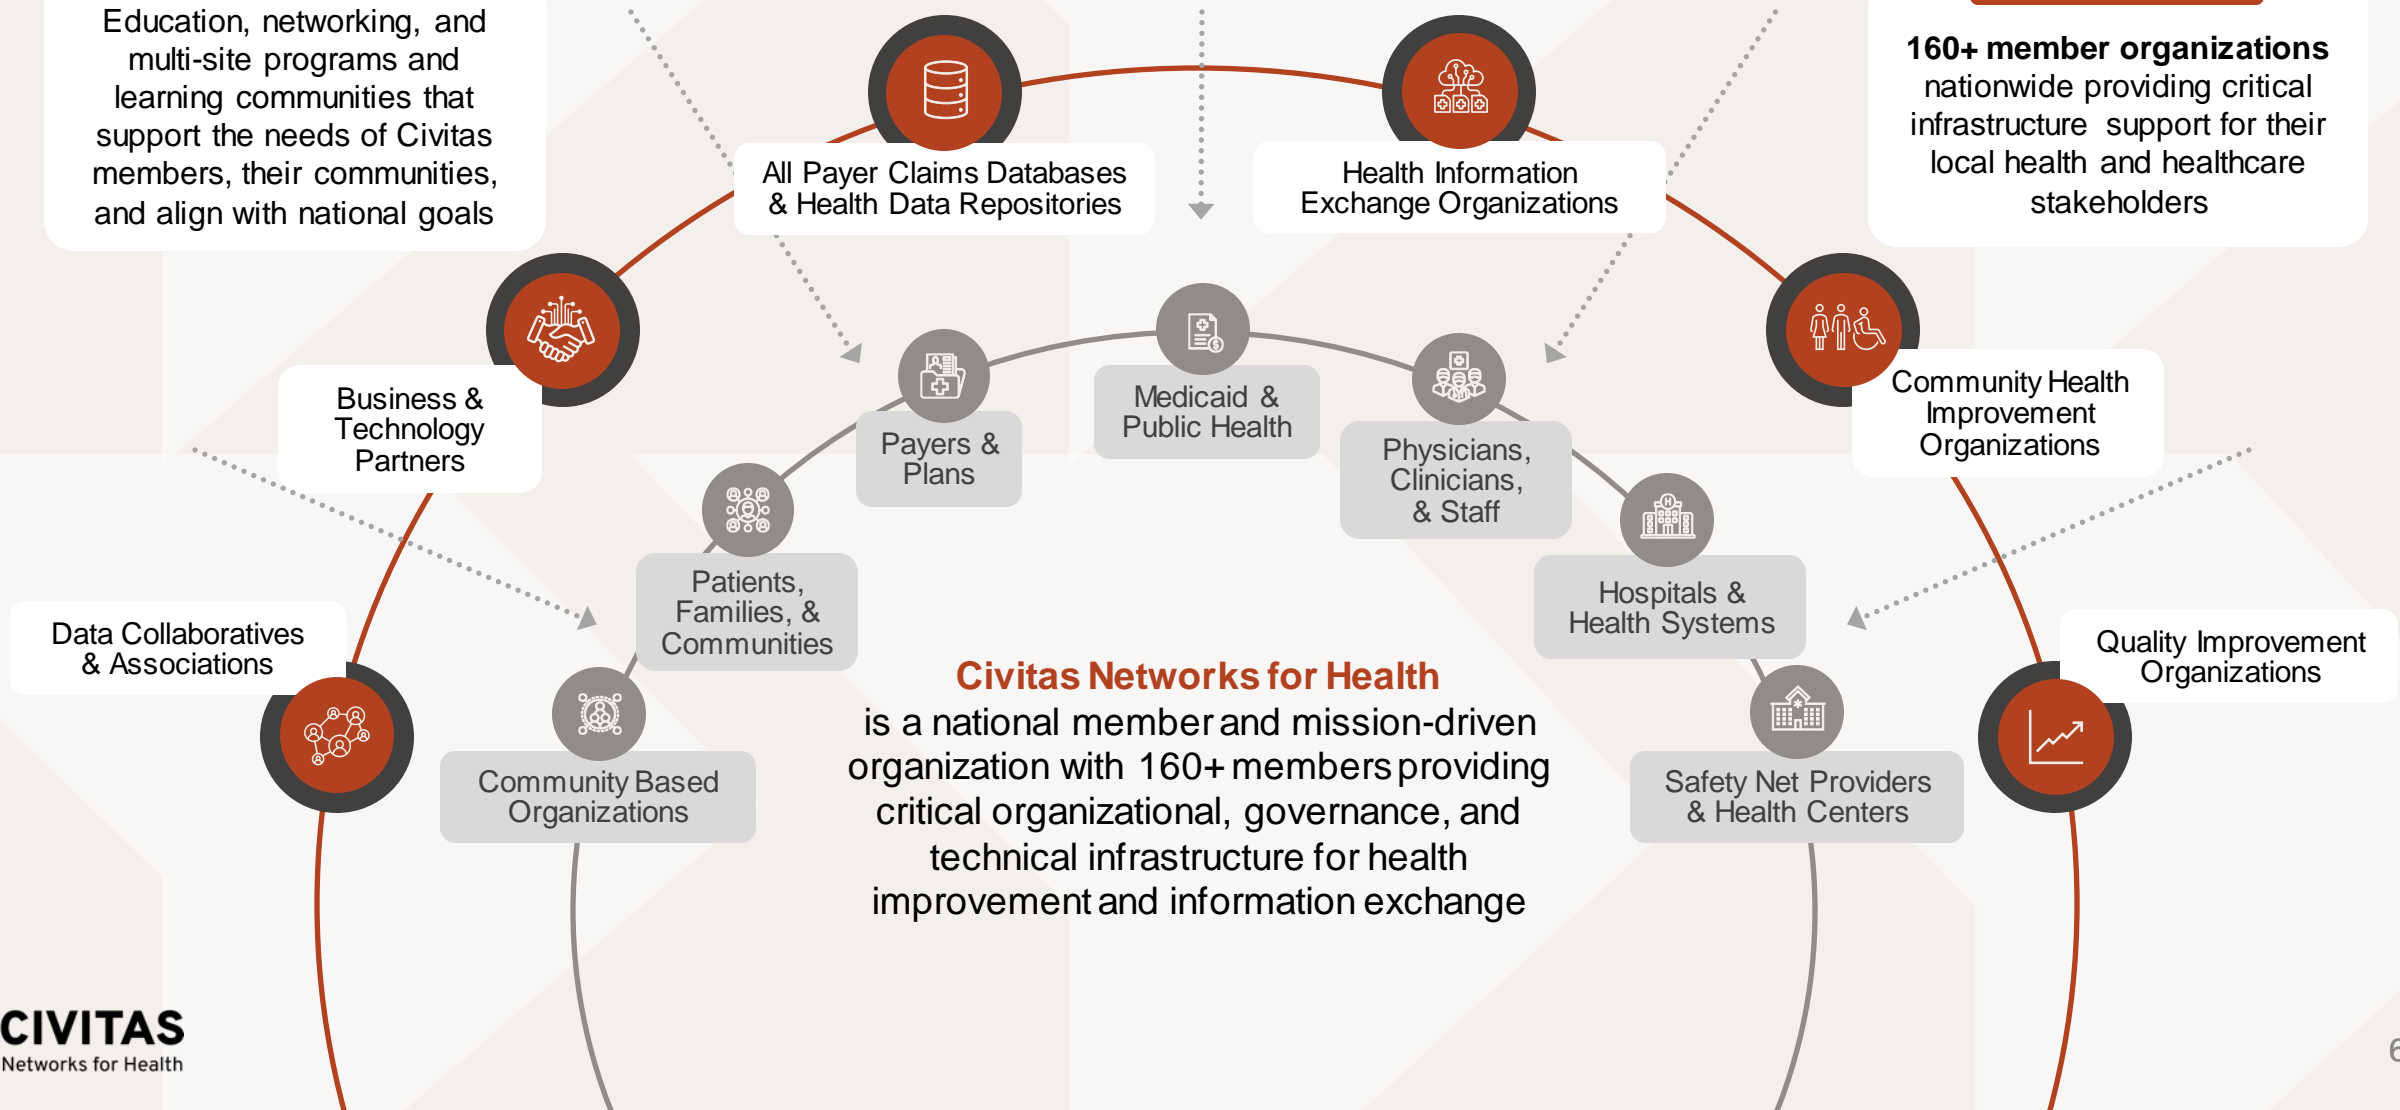 Education, networking, and
multi-site programs and
learning communities that
support the needs of Civitas
members, their communities,
and align with national goals
160+ member organizations
nationwide providing critical
infrastructure support for their
local health and healthcare
stakeholders
All Payer Claims Databases
& Health Data Repositories
Health Information
Exchange Organizations
Business &
Technology
Partners
Community Health
Improvement
Organizations
Data Collaboratives
& Associations
Quality Improvement
Organizations
Payers &
Plans
Medicaid &
Public Health
Physicians,
Clinicians,
& Staff
Patients,
Families, &
Communities
Hospitals &
Health Systems
Community Based
Organizations
Safety Net Providers
& Health Centers
Civitas Networks for Health
is a national member and mission-driven
organization with 160+ members providing
critical organizational, governance, and
technical infrastructure for health
improvement and information exchange
CIVITAS
Networks for Health
6